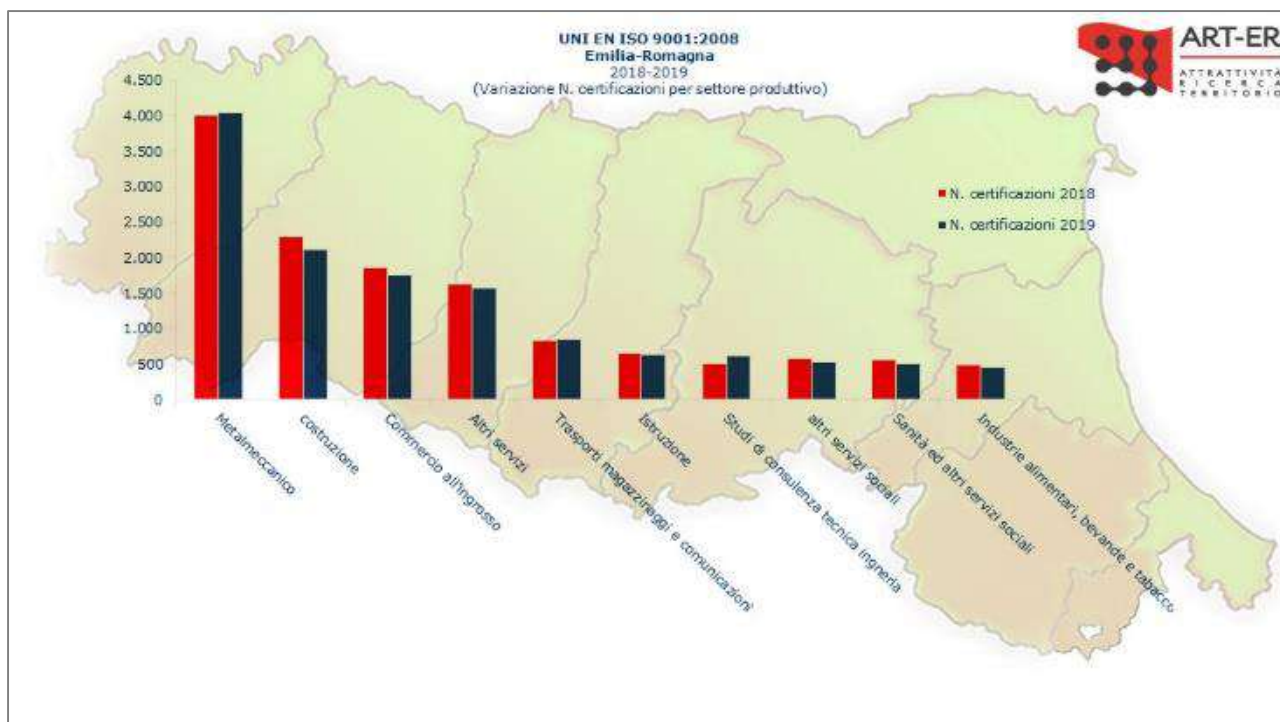 UNI EN ISO 9001:2008
Emilia-Romagna
2018-2019
(Variazione N. certificazioni per settore produttivo)
ART-ER
ATTRATTIVITÀ
RICERCA
TERRITORIO
4.500
4.000
3.500
3.000
2.500
2.000
1.500
1.000
500
0
N. certificazioni 2018
N. certificazioni 2019
Metalmeccanico
costruzione
Commercio all'ingrosso
Altri servizi
Trasporti magazzinaggi e comunicazioni
Istruzione
Studi di consulenza tecnica ingneria
altri servizi sociali
Sanità ed altri servizi sociali
Industrie alimentari, bevande e tabacco